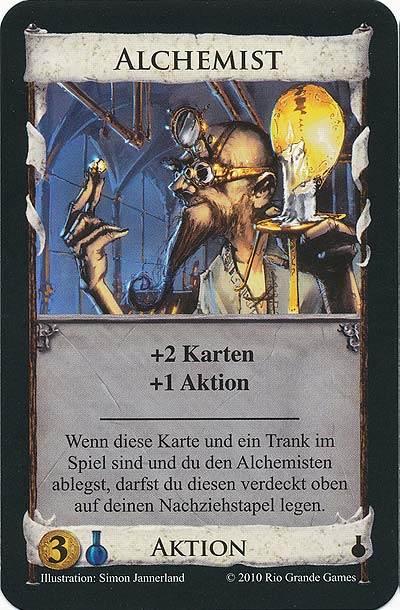 Alchemist
+2 Karten
+1 Aktion
Wenn diese Karte und ein Trank im
Spiel sind und du den Alchemisten
ablegst, darfst du diesen verdeckt oben
auf deinen Nachziehstapel legen.
3 Aktion
Illustration: Simon Jannerland © 2010 Rio Grande Games